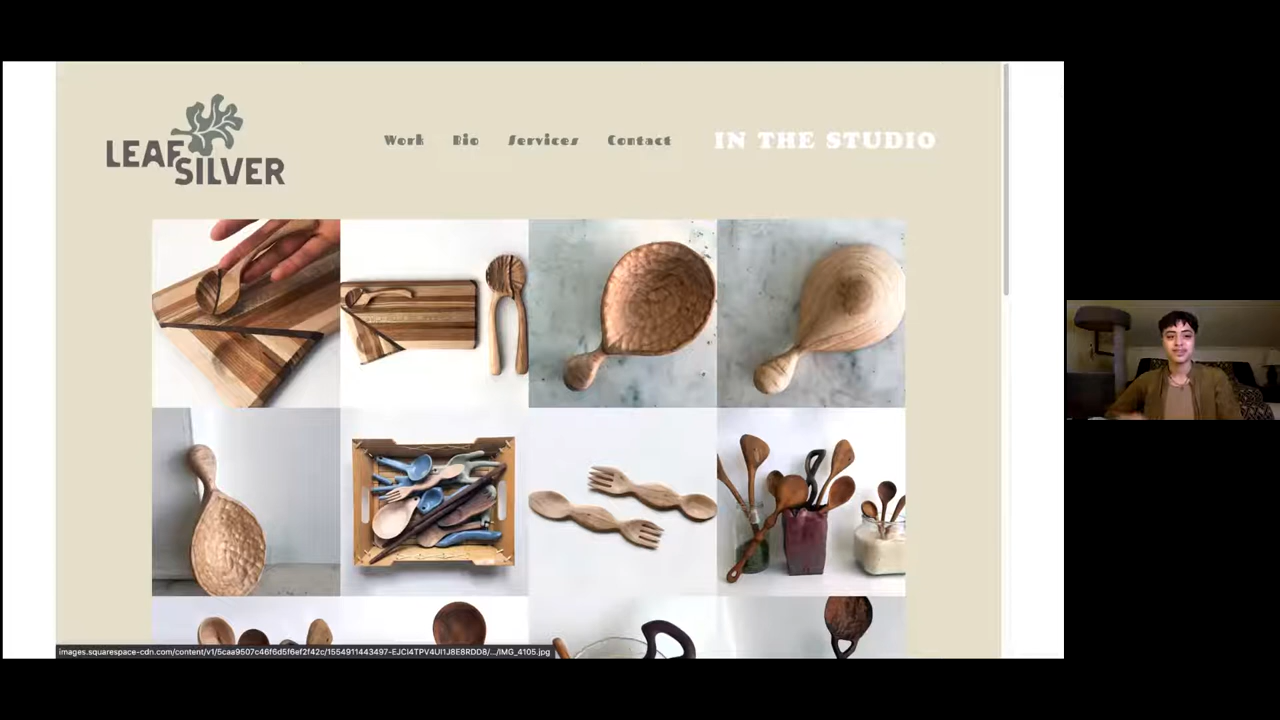 LEAF
SILVER
Work Bio Services Contact IN THE STUDIO
images.squarespace-cdn.com/content/v1/5caa9507c46f6d5f6ef2f42c/1554911443497-EJCI4TPV4UI1J8E8RDD8/.../IMG_4105.jpg